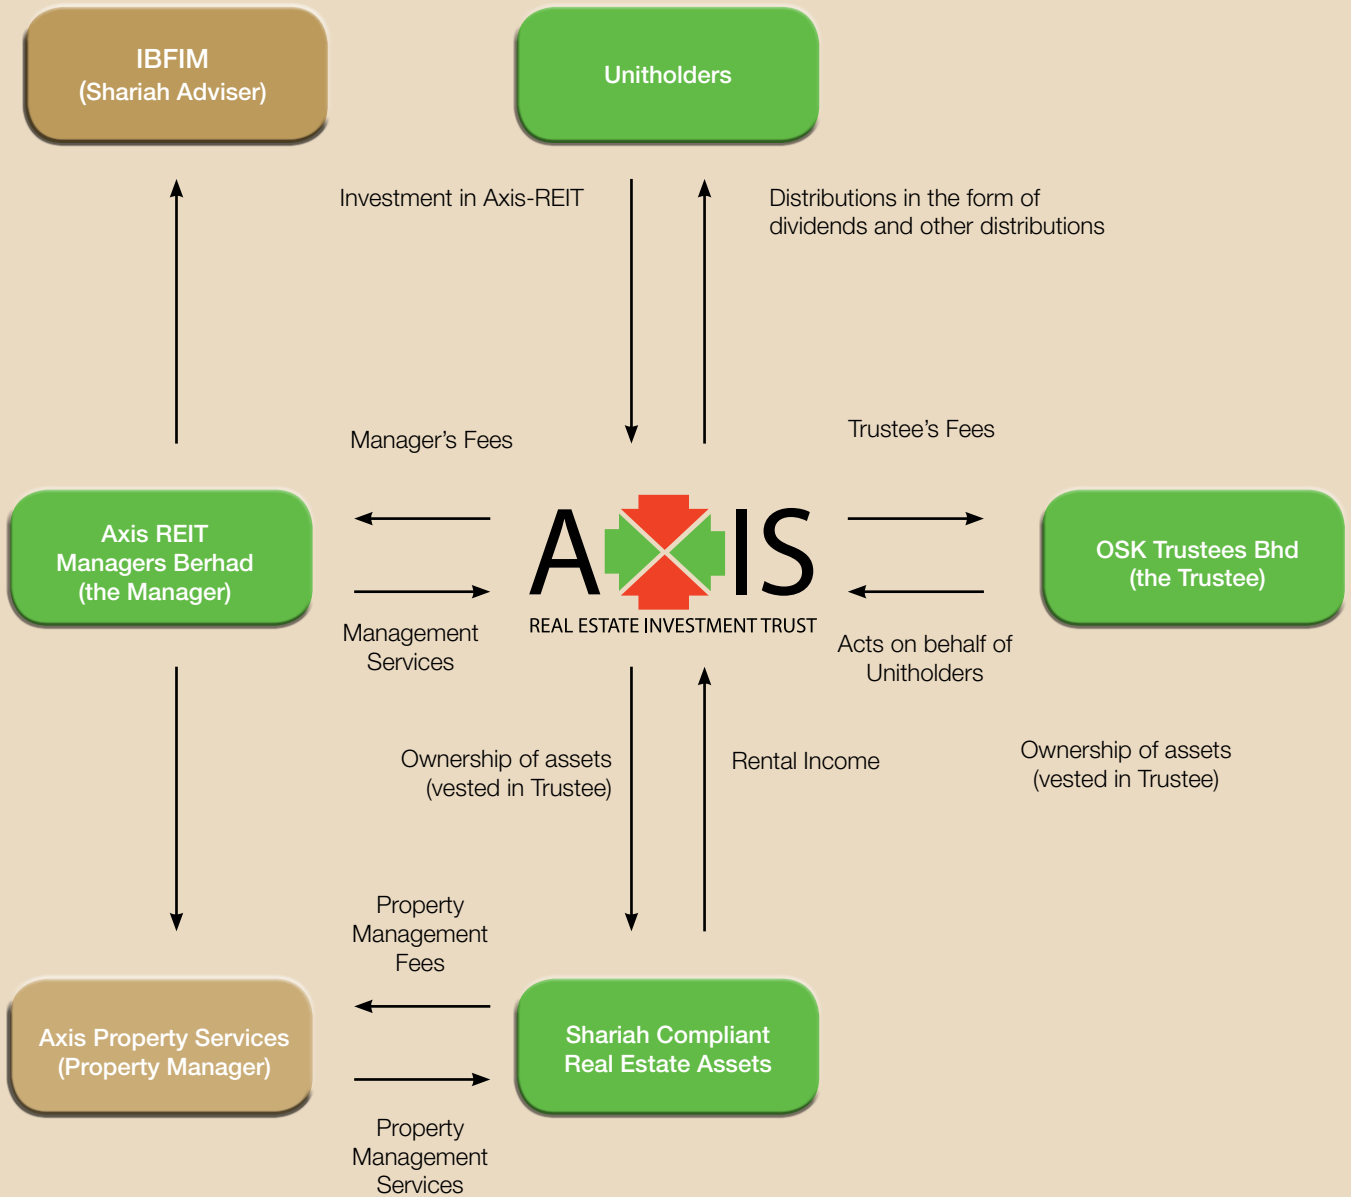 IBFIM
(Shariah Adviser)
Unitholders
Investment in Axis-REIT
Distributions in the form of
dividends and other distributions
Manager’s Fees
Trustee’s Fees
Axis REIT
Managers Berhad
(the Manager)
AXIS
REAL ESTATE INVESTMENT TRUST
OSK Trustees Bhd
(the Trustee)
Management
Services
Acts on behalf of
Unitholders
Ownership of assets
(vested in Trustee)
Rental Income
Ownership of assets
(vested in Trustee)
Property
Management
Fees
Axis Property Services
(Property Manager)
Shariah Compliant
Real Estate Assets
Property
Management
Services